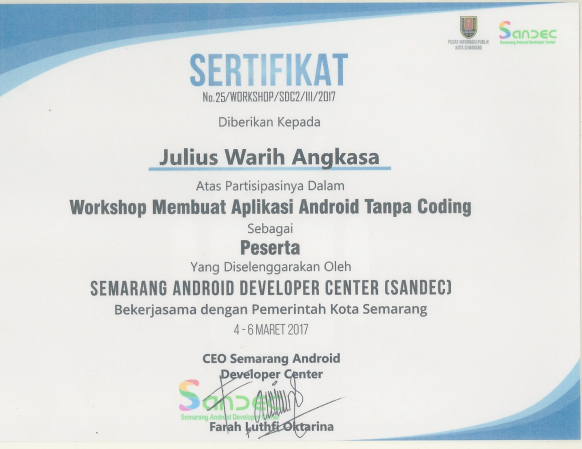 PUSAT INFORMASI PUBLIK
KOTA SEMARANG
Sandec
Semarang Android Developer Center
SERTIFIKAT
No.25/WORKSHOP/SDC2/III/2017
Diberikan Kepada
Julius Warih Angkasa
Atas Partisipasinya Dalam
Workshop Membuat Aplikasi Android Tanpa Coding
Sebagai
Peserta
Yang Diselenggarakan Oleh
SEMARANG ANDROID DEVELOPER CENTER (SANDEC)
Bekerjasama dengan Pemerintah Kota Semarang
4 - 6 MARET 2017
CEO Semarang Android
Developer Center
Sandec
Semarang Android Developer
Farah Luthfi Oktarina